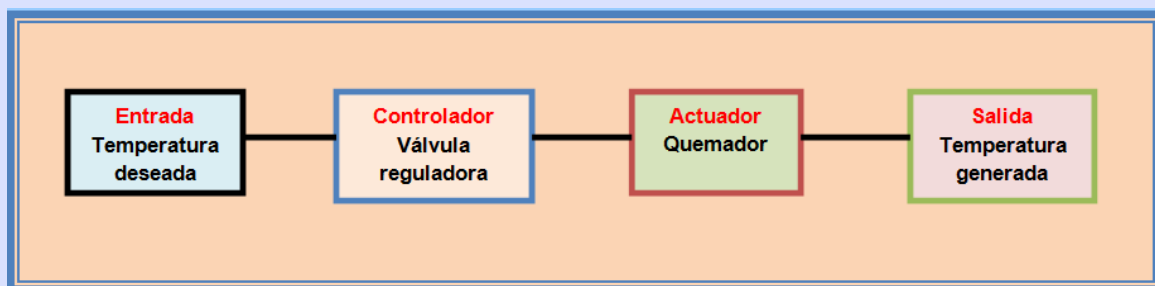 Entrada
Temperatura
deseada
Controlador
Válvula
reguladora
Actuador
Quemador
Salida
Temperatura
generada